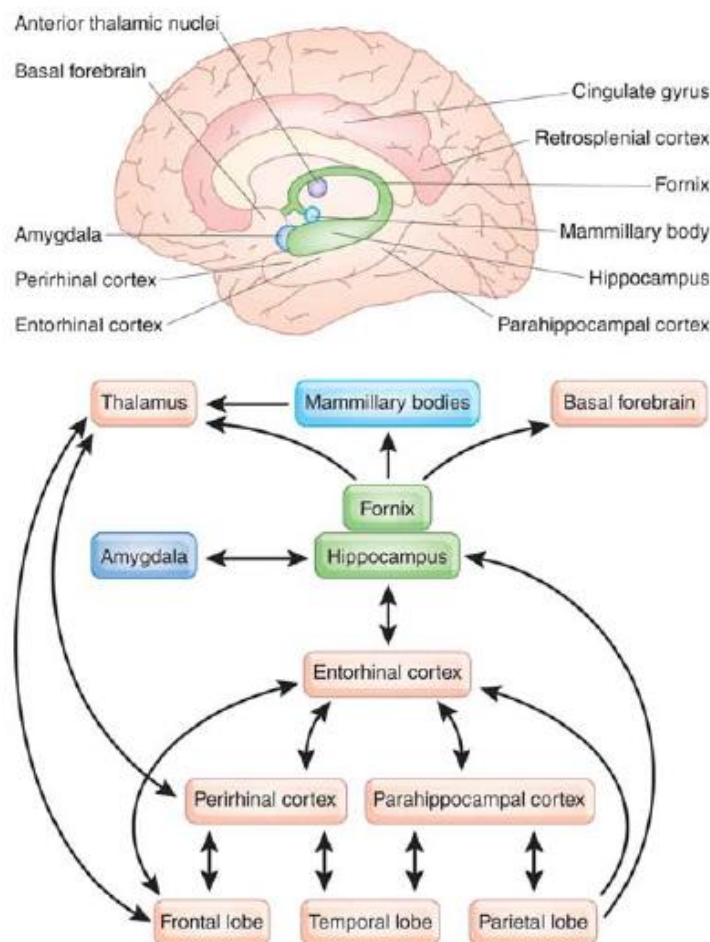 Anterior thalamic nuclei
Basal forebrain
Cingulate gyrus
Retrosplenial cortex
Fornix
Amygdala
Mammillary body
Perirhinal cortex
Hippocampus
Entorhinal cortex
Parahippocampal cortex
Thalamus
Mammillary bodies
Basal forebrain
Fornix
Amygdala
Hippocampus
Entorhinal cortex
Perirhinal cortex
Parahippocampal cortex
Frontal lobe
Temporal lobe
Parietal lobe